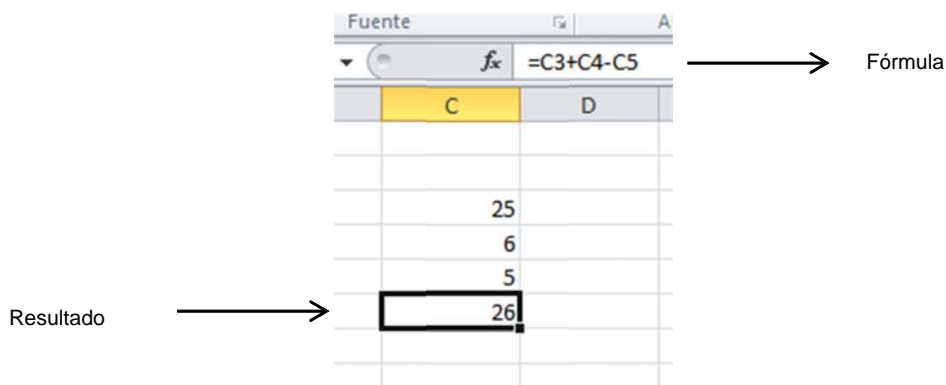 Fuente A
fx =C3+C4-C5 Fórmula
C D
25
6
5
Resultado 26